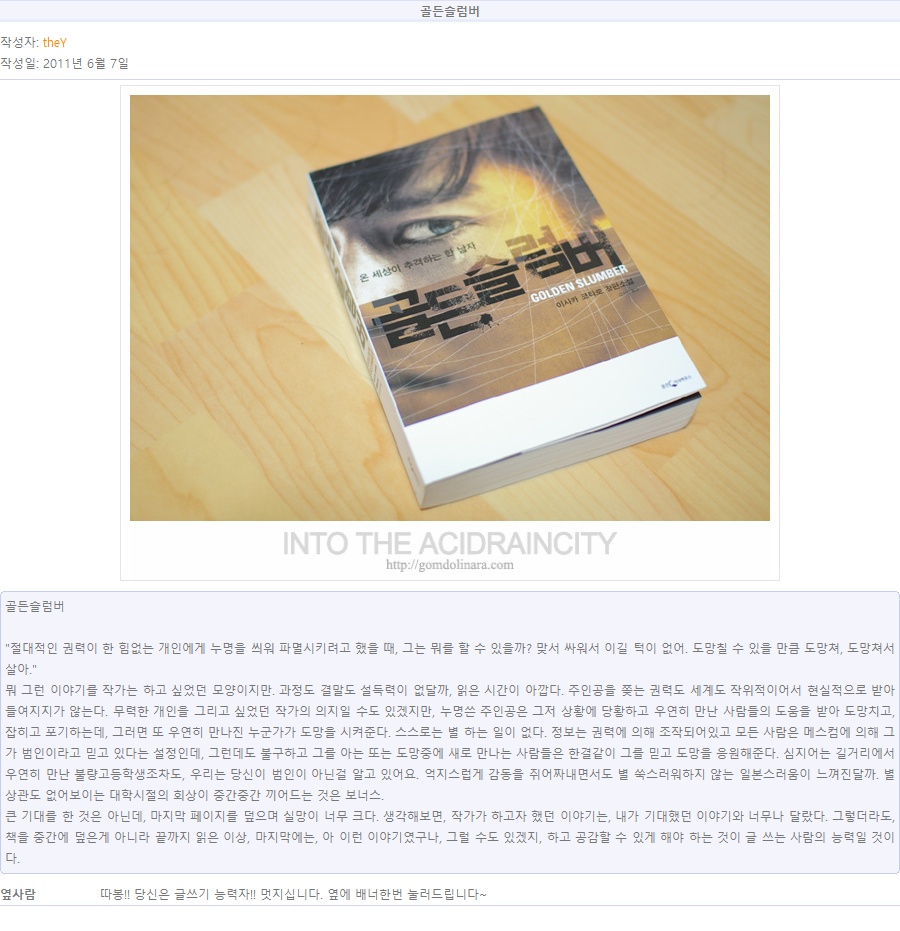 골든슬럼버
작성자: theY
작성일: 2011년 6월 7일
온 세상이 추격하는 한 남자
골든슬럼버
GOLDEN SLUMBER
이사카 코타로 장편소설
INTO THE ACIDRAINCITY
http://gomdolinara.com
골든슬럼버
"절대적인 권력이 한 힘없는 개인에게 누명을 씌워 파멸시키려고 했을 때, 그는 뭐를 할 수 있을까? 맞서 싸워서 이길 턱이 없어. 도망칠 수 있을 만큼 도망쳐, 도망쳐서
살아."
뭐 그런 이야기를 작가는 하고 싶었던 모양이지만. 과정도 결말도 설득력이 없달까, 읽은 시간이 아깝다. 주인공을 쫒는 권력도 세계도 작위적이어서 현실적으로 받아
들여지지가 않는다. 무력한 개인을 그리고 싶었던 작가의 의지일 수도 있겠지만, 누명쓴 주인공은 그저 상황에 당황하고 우연히 만난 사람들의 도움을 받아 도망치고,
잡히고 포기하는데, 그러면 또 우연히 만나진 누군가가 도망을 시켜준다. 스스로는 별 하는 일이 없다. 정보는 권력에 의해 조작되어있고 모든 사람은 메스컴에 의해 그
가 범인이라고 믿고 있다는 설정인데, 그런데도 불구하고 그를 아는 또는 도망중에 새로 만나는 사람들은 한결같이 그를 믿고 도망을 응원해준다. 심지어는 길거리에서
우연히 만난 불량고등학생조차도, 우리는 당신이 범인이 아닌걸 알고 있어요. 억지스럽게 감동을 쥐어짜내면서도 별 쑥스러워하지 않는 일본스러움이 느껴진달까. 별
상관도 없어보이는 대학시절의 회상이 중간중간 끼어드는 것은 보너스.
큰 기대를 한 것은 아닌데, 마지막 페이지를 덮으며 실망이 너무 크다. 생각해보면, 작가가 하고자 했던 이야기는, 내가 기대했던 이야기와 너무나 달랐다. 그렇더라도,
책을 중간에 덮은게 아니라 끝까지 읽은 이상, 마지막에는, 아 이런 이야기였구나, 그럴 수도 있겠지, 하고 공감할 수 있게 해야 하는 것이 글 쓰는 사람의 능력일 것이
다.
옆사람 따봉!! 당신은 글쓰기 능력자!! 멋지십니다. 옆에 배너한번 눌러드립니다~